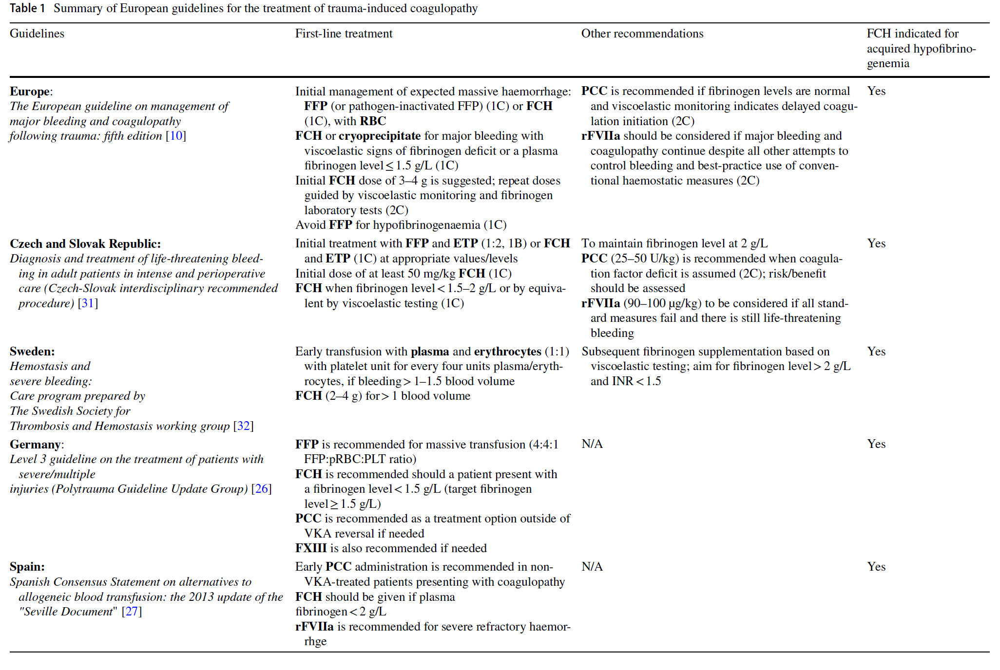 Table 1 Summary of European guidelines for the treatment of trauma-induced coagulopathy
Guidelines
First-line treatment
Other recommendations
FCH indicated for
acquired hypofibrino-
genemia
Europe:
The European guideline on management of
major bleeding and coagulopathy
following trauma: fifth edition [10]
Initial management of expected massive haemorrhage:
FFP (or pathogen-inactivated FFP) (1C) or FCH
(1C), with RBC
FCH or cryoprecipitate for major bleeding with
viscoelastic signs of fibrinogen deficit or a plasma
fibrinogen level ≤ 1.5 g/L (1C)
Initial FCH dose of 3–4 g is suggested; repeat doses
guided by viscoelastic monitoring and fibrinogen
laboratory tests (2C)
Avoid FFP for hypofibrinogenaemia (1C)
PCC is recommended if fibrinogen levels are normal
and viscoelastic monitoring indicates delayed coagu-
lation initiation (2C)
rFVIIa should be considered if major bleeding and
coagulopathy continue despite all other attempts to
control bleeding and best-practice use of conven-
tional haemostatic measures (2C)
Yes
Czech and Slovak Republic:
Diagnosis and treatment of life-threatening bleed-
ing in adult patients in intense and perioperative
care (Czech-Slovak interdisciplinary recommended
procedure) [31]
Initial treatment with FFP and ETP (1:2, 1B) or FCH
and ETP (1C) at appropriate values/levels
Initial dose of at least 50 mg/kg FCH (1C)
FCH when fibrinogen level < 1.5–2 g/L or by equiva-
lent by viscoelastic testing (1C)
To maintain fibrinogen level at 2 g/L
PCC (25–50 U/kg) is recommended when coagula-
tion factor deficit is assumed (2C); risk/benefit
should be assessed
rFVIIa (90–100 µg/kg) to be considered if all stand-
ard measures fail and there is still life-threatening
bleeding
Yes
Sweden:
Hemostasis and
severe bleeding:
Care program prepared by
The Swedish Society for
Thrombosis and Hemostasis working group [32]
Early transfusion with plasma and erythrocytes (1:1)
with platelet unit for every four units plasma/eryth-
rocytes, if bleeding > 1–1.5 blood volume
FCH (2–4 g) for > 1 blood volume
Subsequent fibrinogen supplementation based on
viscoelastic testing; aim for fibrinogen level > 2 g/L
and INR < 1.5
Yes
Germany:
Level 3 guideline on the treatment of patients with
severe/multiple
injuries (Polytrauma Guideline Update Group) [26]
FFP is recommended for massive transfusion (4:4:1
FFP:pRBC:PLT ratio)
FCH is recommended should a patient present with
a fibrinogen level < 1.5 g/L (target fibrinogen
level ≥ 1.5 g/L)
PCC is recommended as a treatment option outside of
VKA reversal if needed
FXIII is also recommended if needed
N/A
Yes
Spain:
Spanish Consensus Statement on alternatives to
allogeneic blood transfusion: the 2013 update of the
"Seville Document" [27]
Early PCC administration is recommended in non-
VKA-treated patients presenting with coagulopathy
FCH should be given if plasma
fibrinogen < 2 g/L
rFVIIa is recommended for severe refractory haemor-
rhge
N/A
Yes